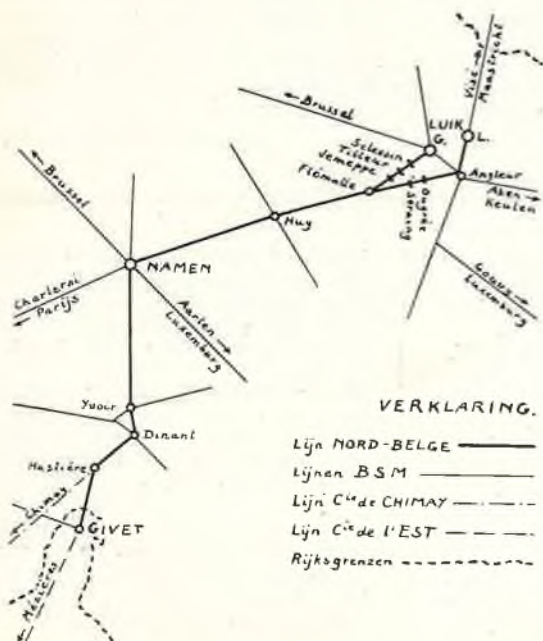 Visé
Maastricht
Brussel
LUIK
G. L.
Sclessin
Tilleur
Jemeppe
Flémalle
Angleur
Aken
Keulen
Ougrée
Seraing
Huy
Gouvy
Luxemburg
Brussel
NAMEN
Charleroi
Parijs
Aarlen
Luxemburg
Yvoir
Dinant
Hastière
Chimay
GIVET
Mézières
VERKLARING.
Lijn NORD-BELGE
Lijnen BSM
Lijn Cie de CHIMAY
Lijn Cie de l'EST
Rijksgrenzen